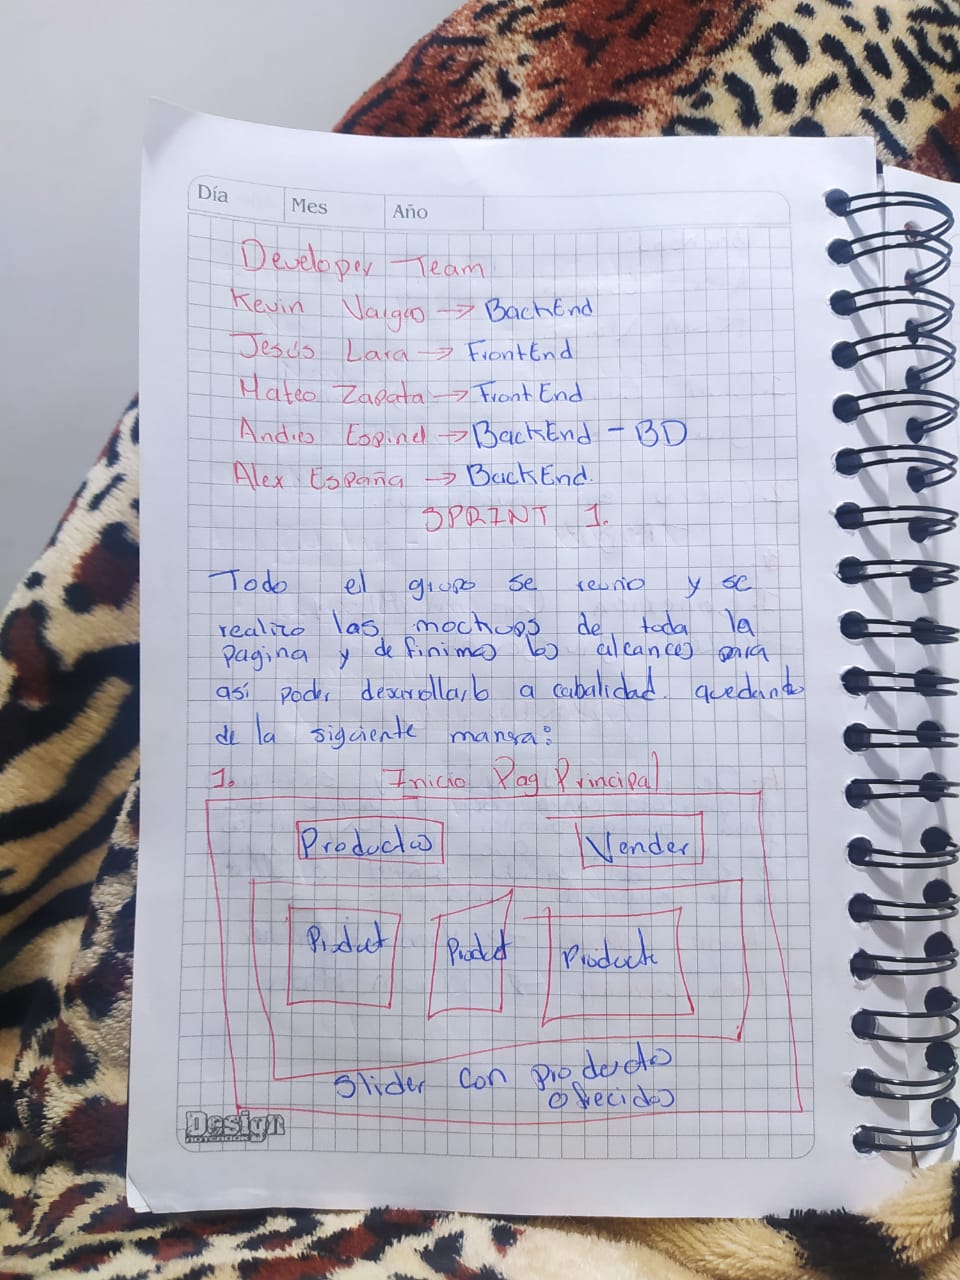 Día Mes Año
Developer Team
Kevin Vargas → BackEnd
Jesús Lara → FrontEnd
Mateo Zapata → FrontEnd
Andres Espinel → BackEnd - BD
Alex España → BackEnd.
SPRINT 1.
Todo el grupo se reunio y se
realizo las mockups de toda la
pagina y definimos los alcances para
así poder desarrollarlo a cabalidad. quedando
de la siguiente manera:
1. Inicio Pag Principal
Productos Vender
Product Product Producto
Slider con productos
ofrecidos
Design
NOTEBOOK